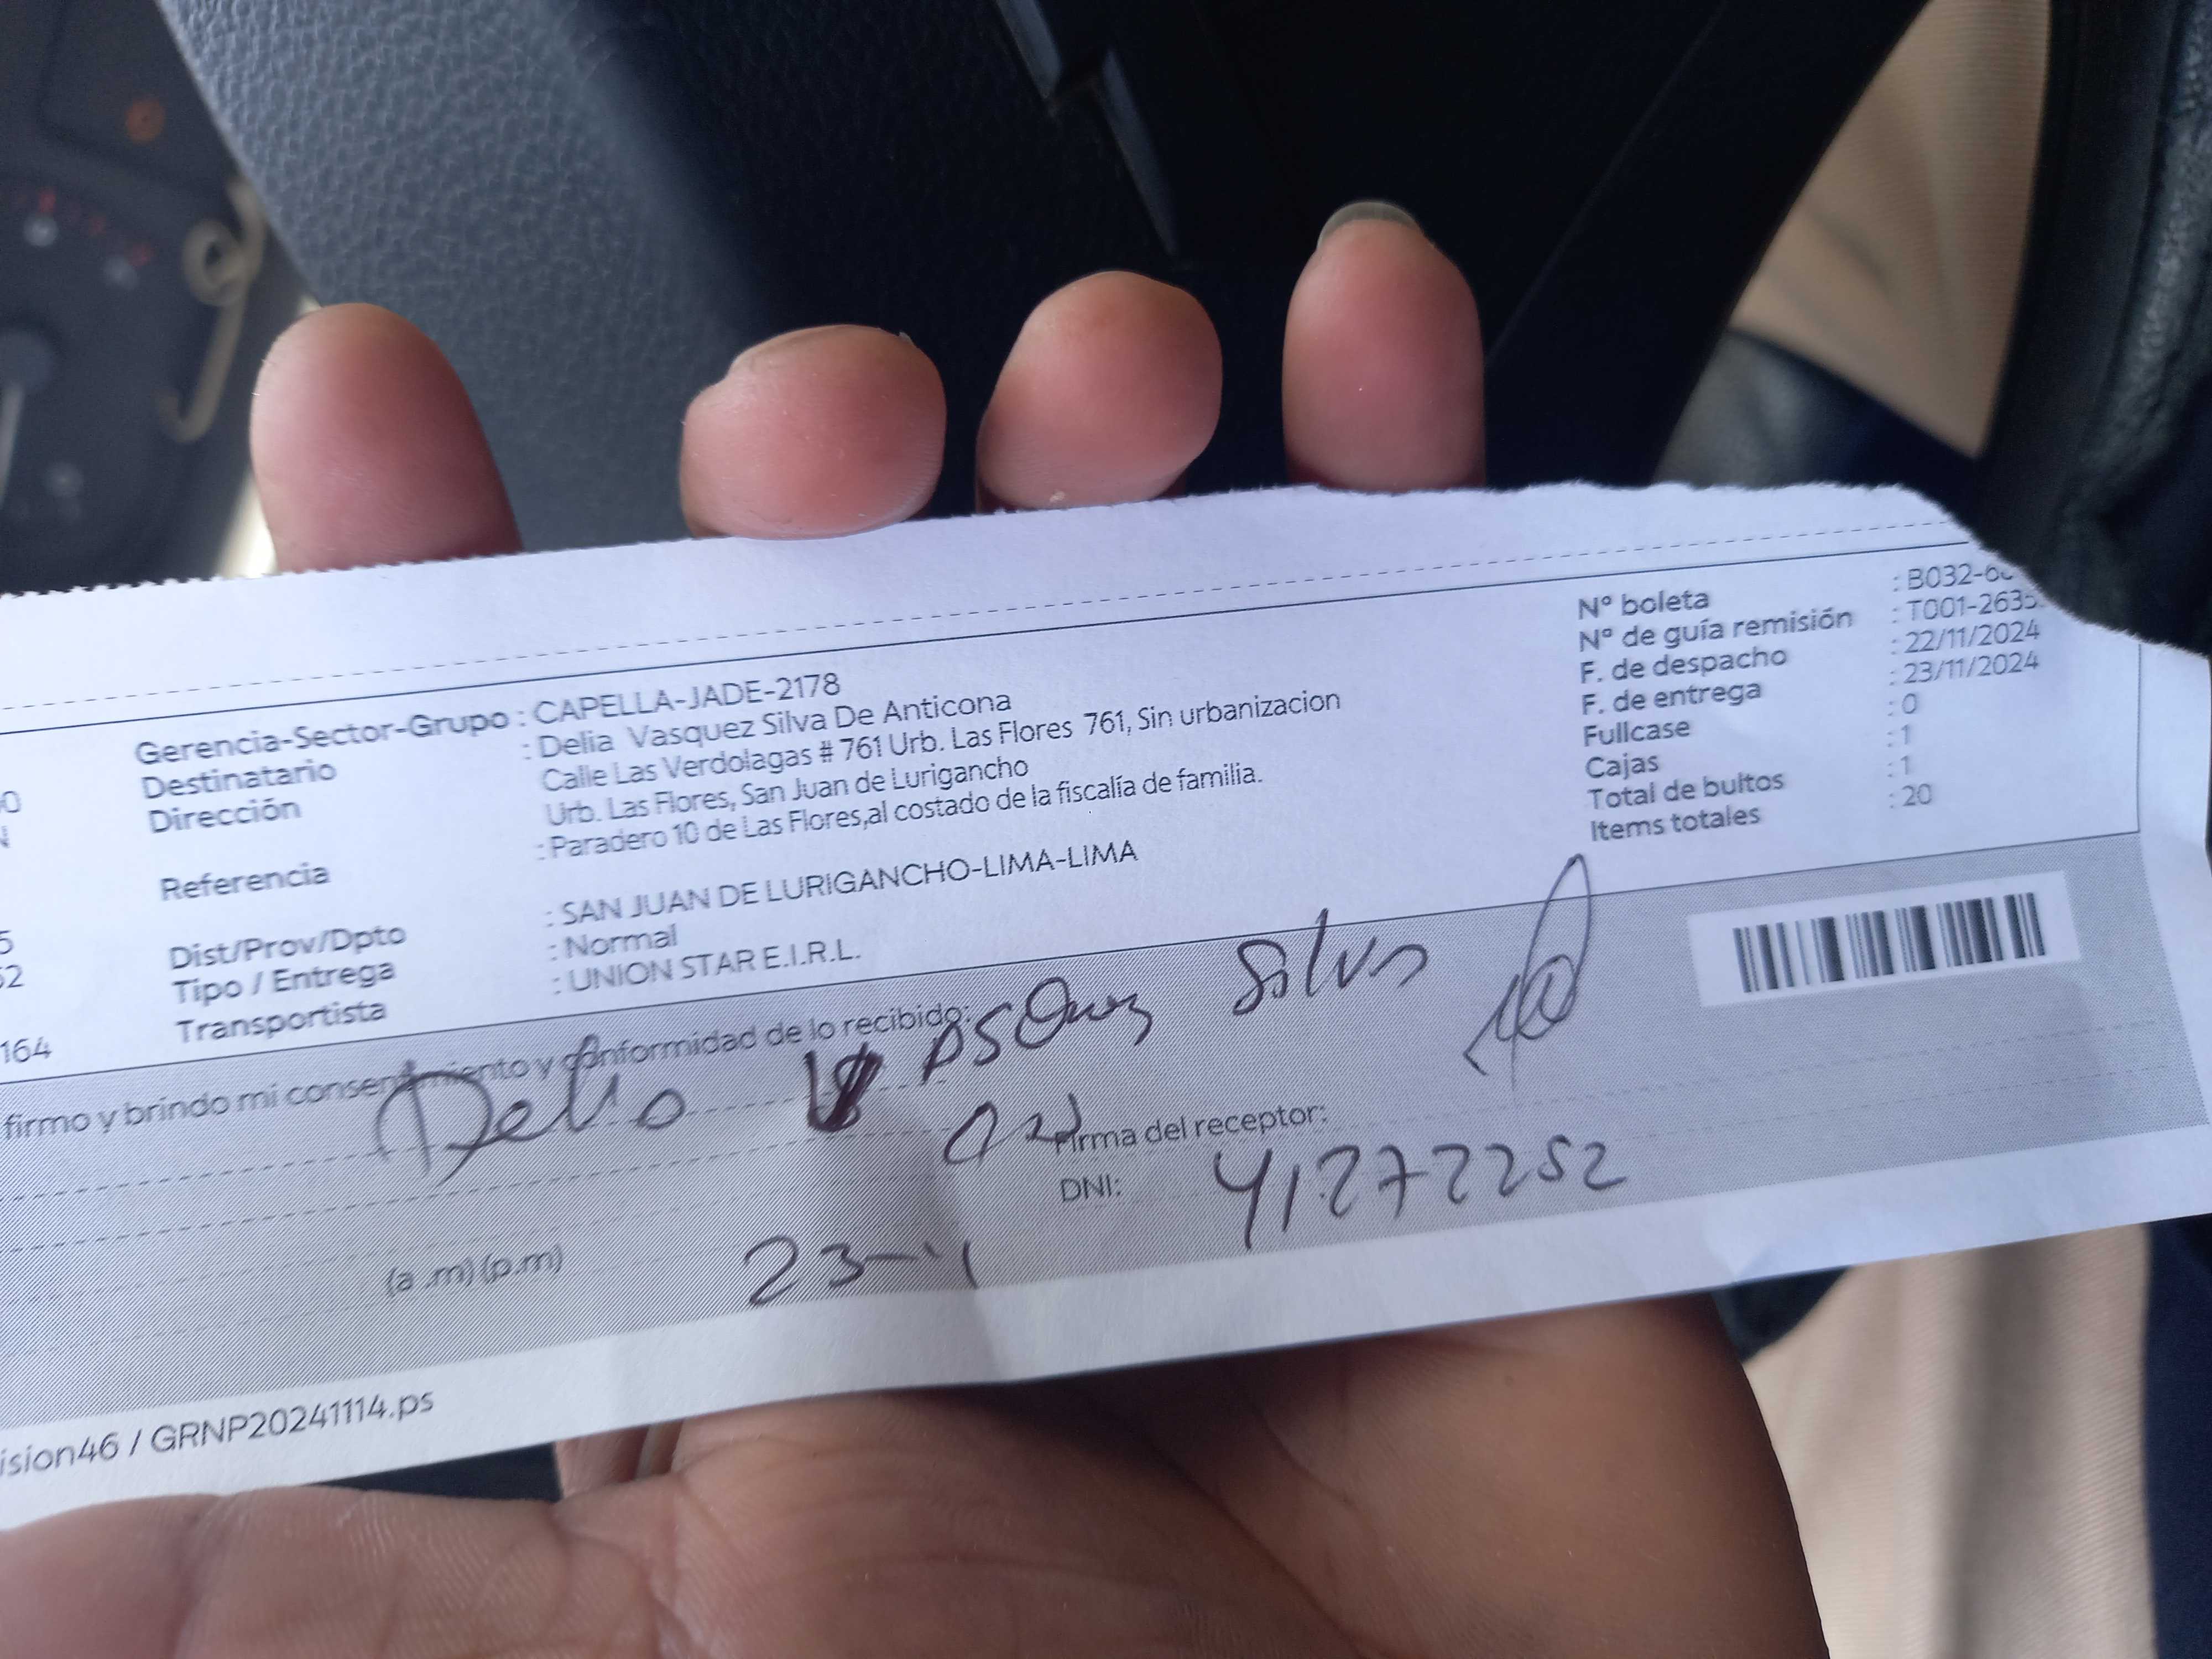 Gerencia-Sector-Grupo : CAPELLA-JADE-2178
Destinatario : Delia Vasquez Silva De Anticona
Dirección Calle Las Verdolagas # 761 Urb. Las Flores 761, Sin urbanizacion
Urb. Las Flores, San Juan de Lurigancho
Referencia : Paradero 10 de Las Flores,al costado de la fiscalía de familia.
Dist/Prov/Dpto : SAN JUAN DE LURIGANCHO-LIMA-LIMA
Tipo / Entrega : Normal
Transportista : UNION STAR E.I.R.L.
164
Nº boleta : B032-6
Nº de guía remisión : T001-2635
F. de despacho : 22/11/2024
F. de entrega : 23/11/2024
Fullcase : 0
Cajas : 1
Total de bultos : 1
Items totales : 20
firmo y brindo mi consentimiento y conformidad de lo recibido:
Delia Vasquez Silva
Firma del receptor:
DNI: 41272252
(a .m) (p.m) 23-11
ision46 / GRNP20241114.ps